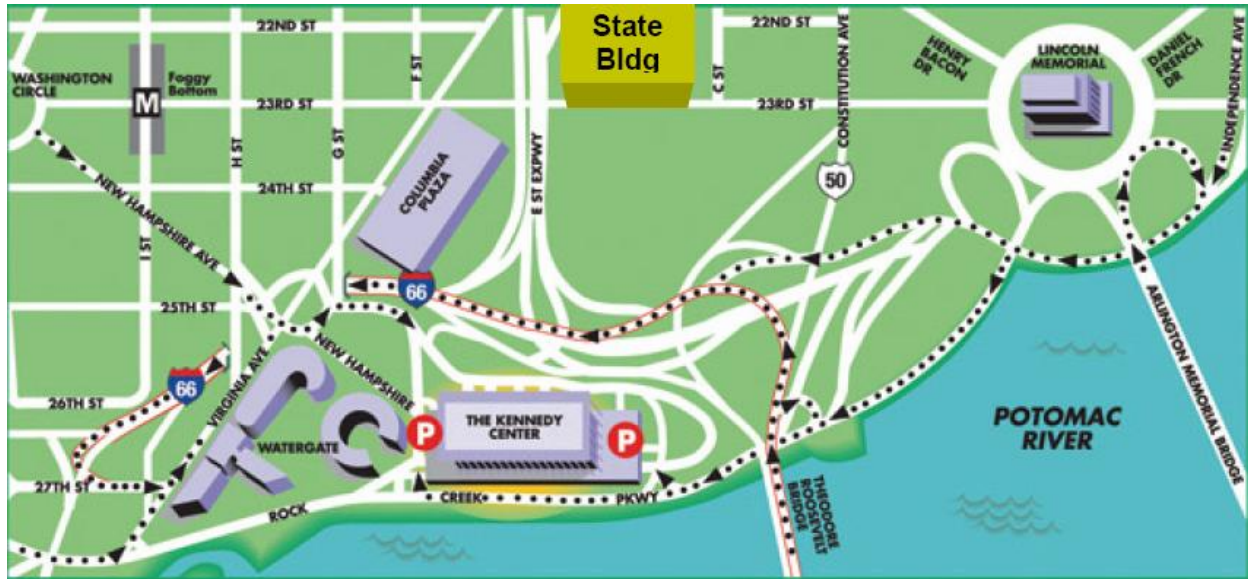 22ND ST
State
Bldg
22ND ST
F ST
C ST
CONSTITUTION AVE
HENRY
BACON
DR
LINCOLN
MEMORIAL
DANIEL
FRENCH
DR
INDEPENDENCE AVE
WASHINGTON
CIRCLE
M
Foggy
Bottom
23RD ST
23RD ST
H ST
G ST
COLUMBIA
PLAZA
E ST EXPWY
50
24TH ST
NEW HAMPSHIRE AVE
I ST
66
25TH ST
NEW HAMPSHIRE
ARLINGTON MEMORIAL BRIDGE
66
VIRGINIA AVE
26TH ST
P
THE KENNEDY
CENTER
P
POTOMAC
RIVER
WATERGATE
27TH ST
ROCK
CREEK
PKWY
THEODORE
ROOSEVELT
BRIDGE